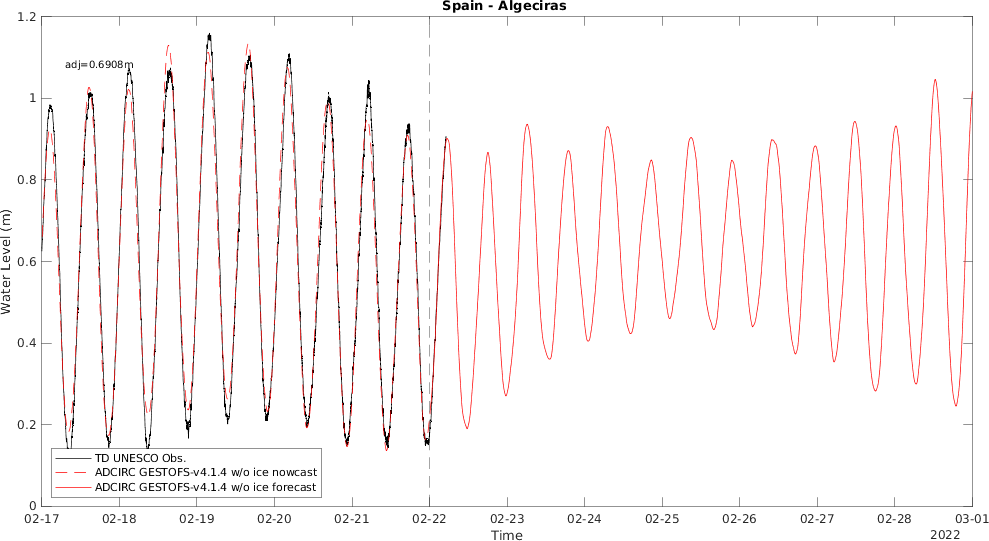 Spain - Algeciras
1.2
adj=0.6908m
1
0.8
0.6
Water Level (m)
0.4
0.2
0
TD UNESCO Obs.
ADCIRC GESTOFS-v4.1.4 w/o ice nowcast
ADCIRC GESTOFS-v4.1.4 w/o ice forecast
02-17 02-18 02-19 02-20 02-21 02-22 02-23 02-24 02-25 02-26 02-27 02-28 03-01
Time
2022